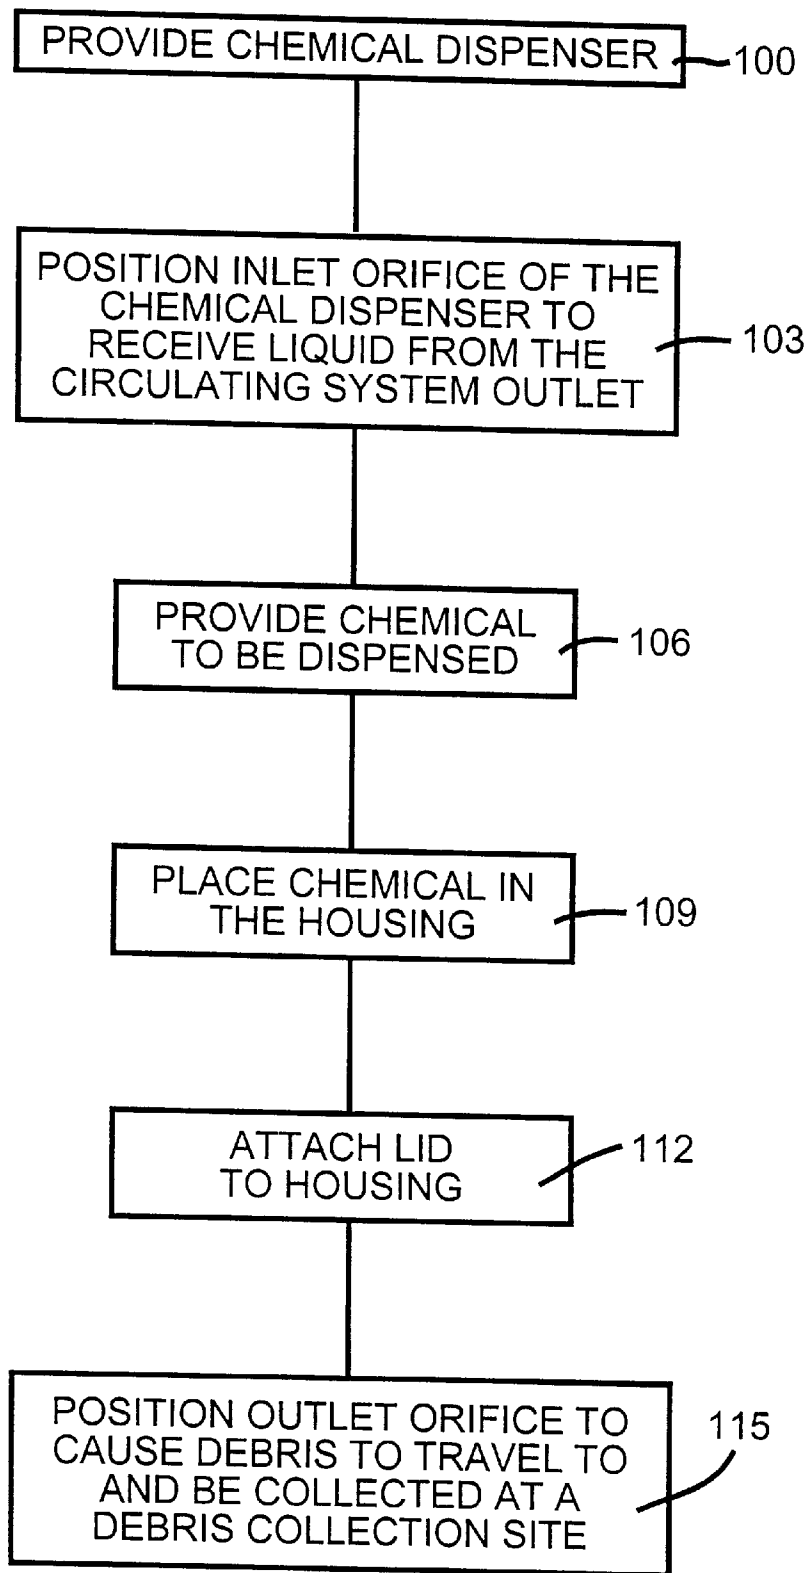 PROVIDE CHEMICAL DISPENSER
100
POSITION INLET ORIFICE OF THE
CHEMICAL DISPENSER TO
RECEIVE LIQUID FROM THE
CIRCULATING SYSTEM OUTLET
103
PROVIDE CHEMICAL
TO BE DISPENSED
106
PLACE CHEMICAL IN
THE HOUSING
109
ATTACH LID
TO HOUSING
112
POSITION OUTLET ORIFICE TO
CAUSE DEBRIS TO TRAVEL TO
AND BE COLLECTED AT A
DEBRIS COLLECTION SITE
115